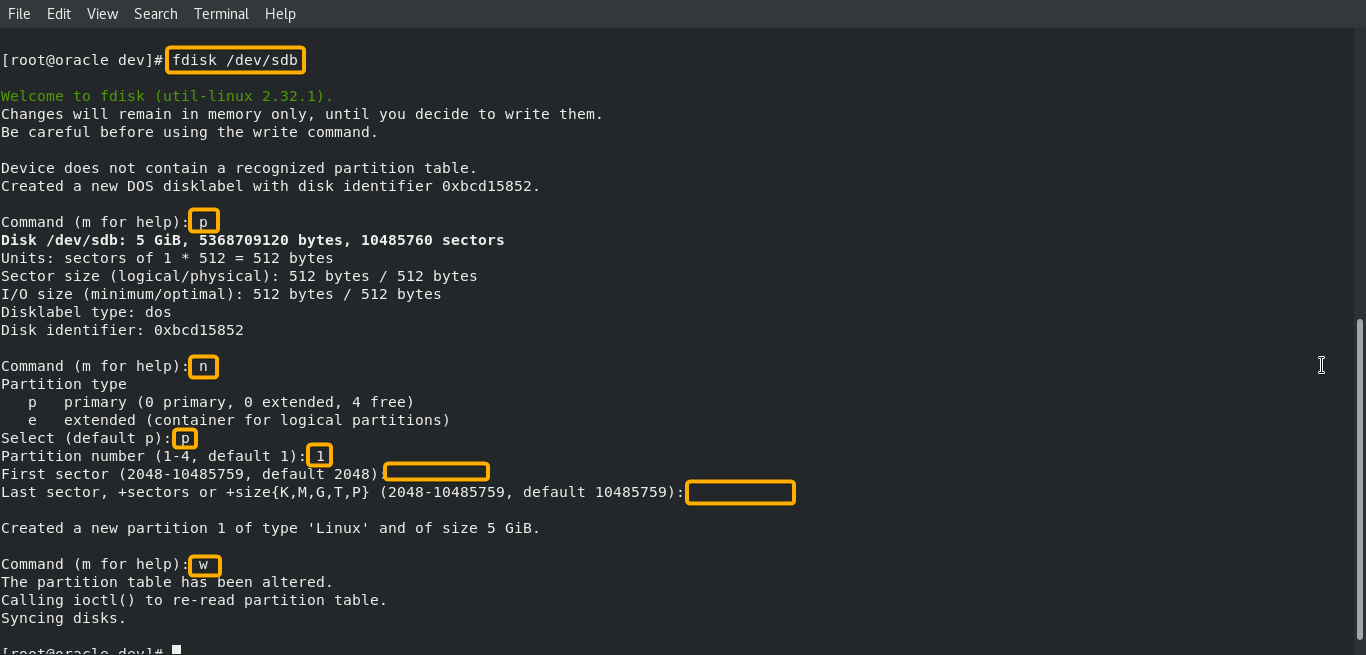 File Edit View Search Terminal Help
[root@oracle dev]# fdisk /dev/sdb
Welcome to fdisk (util-linux 2.32.1).
Changes will remain in memory only, until you decide to write them.
Be careful before using the write command.
Device does not contain a recognized partition table.
Created a new DOS disklabel with disk identifier 0xbcd15852.
Command (m for help): p
Disk /dev/sdb: 5 GiB, 5368709120 bytes, 10485760 sectors
Units: sectors of 1 * 512 = 512 bytes
Sector size (logical/physical): 512 bytes / 512 bytes
I/O size (minimum/optimal): 512 bytes / 512 bytes
Disklabel type: dos
Disk identifier: 0xbcd15852
Command (m for help): n
Partition type
   p   primary (0 primary, 0 extended, 4 free)
   e   extended (container for logical partitions)
Select (default p): p
Partition number (1-4, default 1): 1
First sector (2048-10485759, default 2048):
Last sector, +sectors or +size{K,M,G,T,P} (2048-10485759, default 10485759):
Created a new partition 1 of type 'Linux' and of size 5 GiB.
Command (m for help): w
The partition table has been altered.
Calling ioctl() to re-read partition table.
Syncing disks.
[root@oracle dev]#